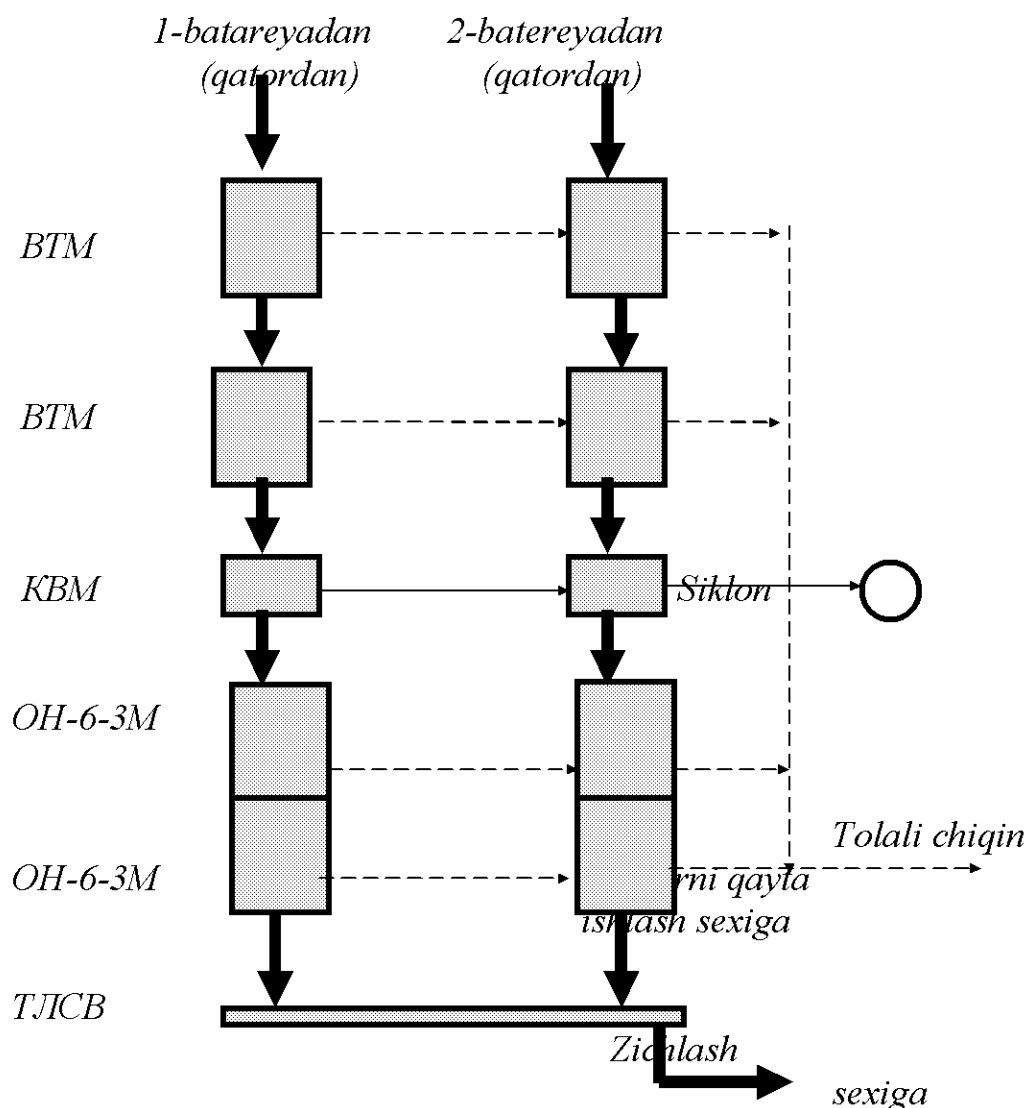 1-batareyadan 2-batereyadan
(qatordan) (qatordan)
ВТМ
ВТМ
КВМ Siklon
ОН-6-3М
Tolali chiqin
ОН-6-3М
rni qayta
ishlash sexiga
ТЛСВ
Zichlash
sexiga